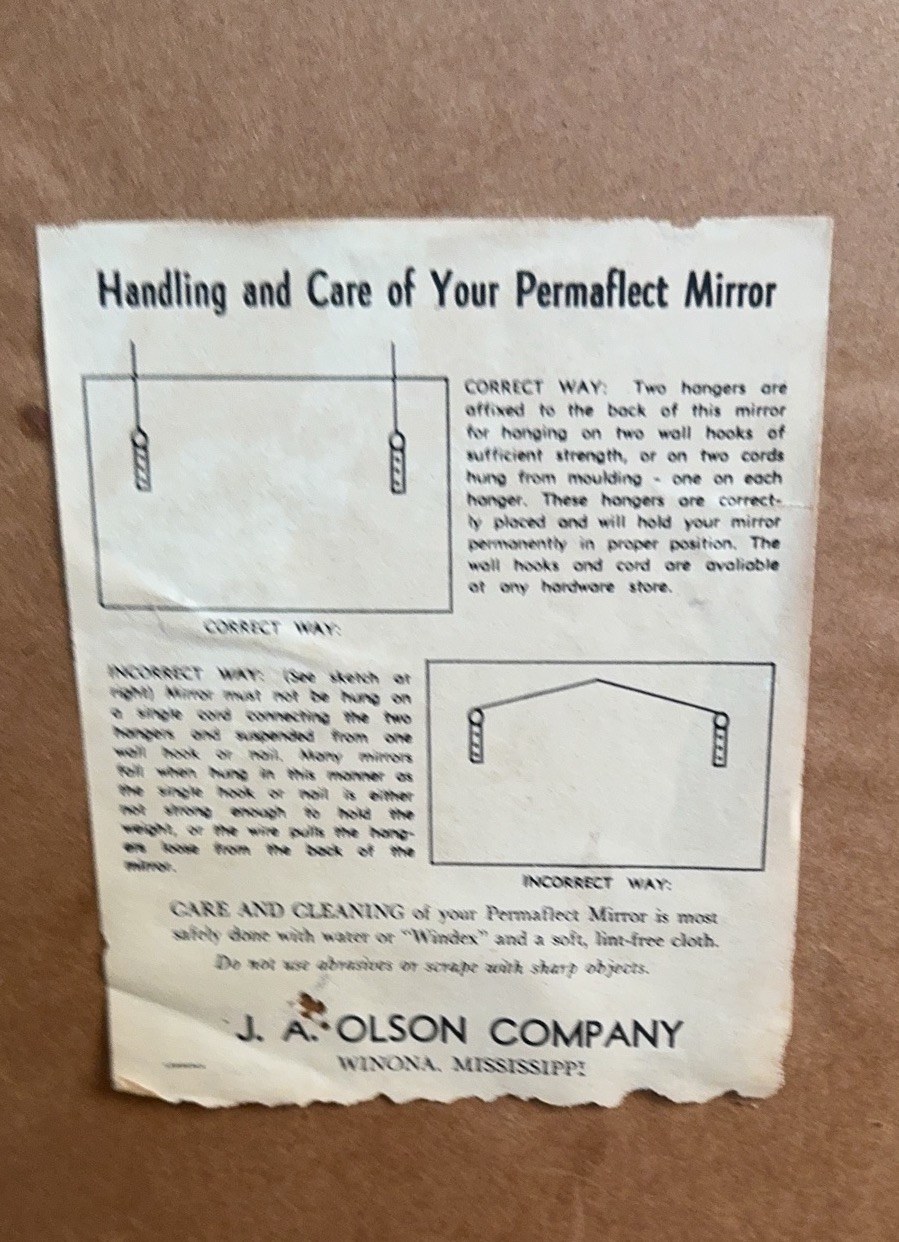 Handling and Care of Your Permaflect Mirror
CORRECT WAY: Two hangers are
affixed to the back of this mirror
for hanging on two wall hooks of
sufficient strength, or on two cords
hung from moulding - one on each
hanger. These hangers are correct-
ly placed and will hold your mirror
permanently in proper position. The
wall hooks and cord are avaliable
at any hardware store.
CORRECT WAY:
INCORRECT WAY: (See sketch at
right) Mirror must not be hung on
a single cord connecting the two
hangers and suspended from one
wall hook or nail. Many mirrors
fall when hung in this manner as
the single hook or nail is either
not strong enough to hold the
weight, or the wire pulls the hang-
ers loose from the back of the
mirror.
INCORRECT WAY:
CARE AND CLEANING of your Permaflect Mirror is most
safely done with water or "Windex" and a soft, lint-free cloth.
Do not use abrasives or scrape with sharp objects.
J. A. OLSON COMPANY
WINONA, MISSISSIPPI